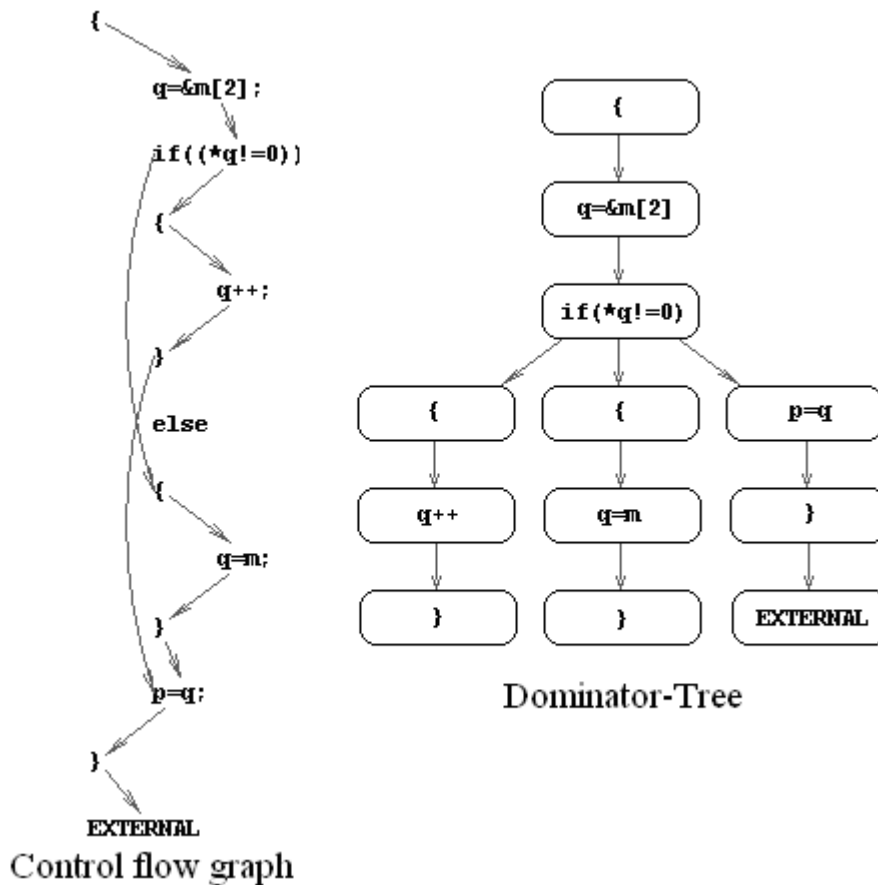 {
q=&m[2];
if((*q!=0))
{
q++;
}
else
{
q=m;
}
p=q;
}
EXTERNAL
Control flow graph
{
q=&m[2]
if(*q!=0)
{
{
p=q
q++
q=m
}
}
}
EXTERNAL
Dominator-Tree